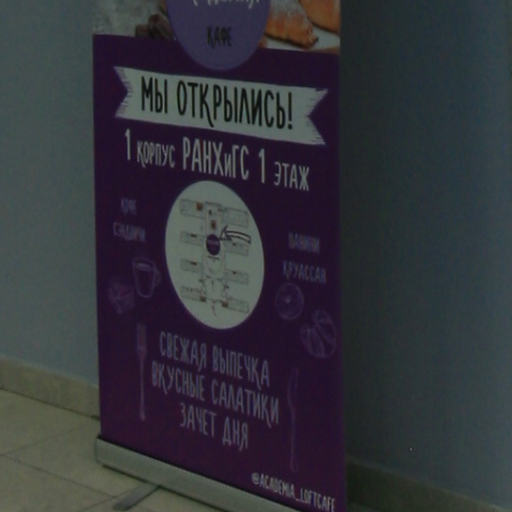 КАФЕ
МЫ ОТКРЫЛИСЬ!
1 КОРПУС РАНХиГС 1 ЭТАЖ
КОФЕ
СЭНДВИЧИ
ПАНИНИ
КРУАССАН
СВЕЖАЯ ВЫПЕЧКА
ВКУСНЫЕ САЛАТИКИ
ЗАЧЕТ ДНЯ
@ACADEMIA_LOFTCAFE